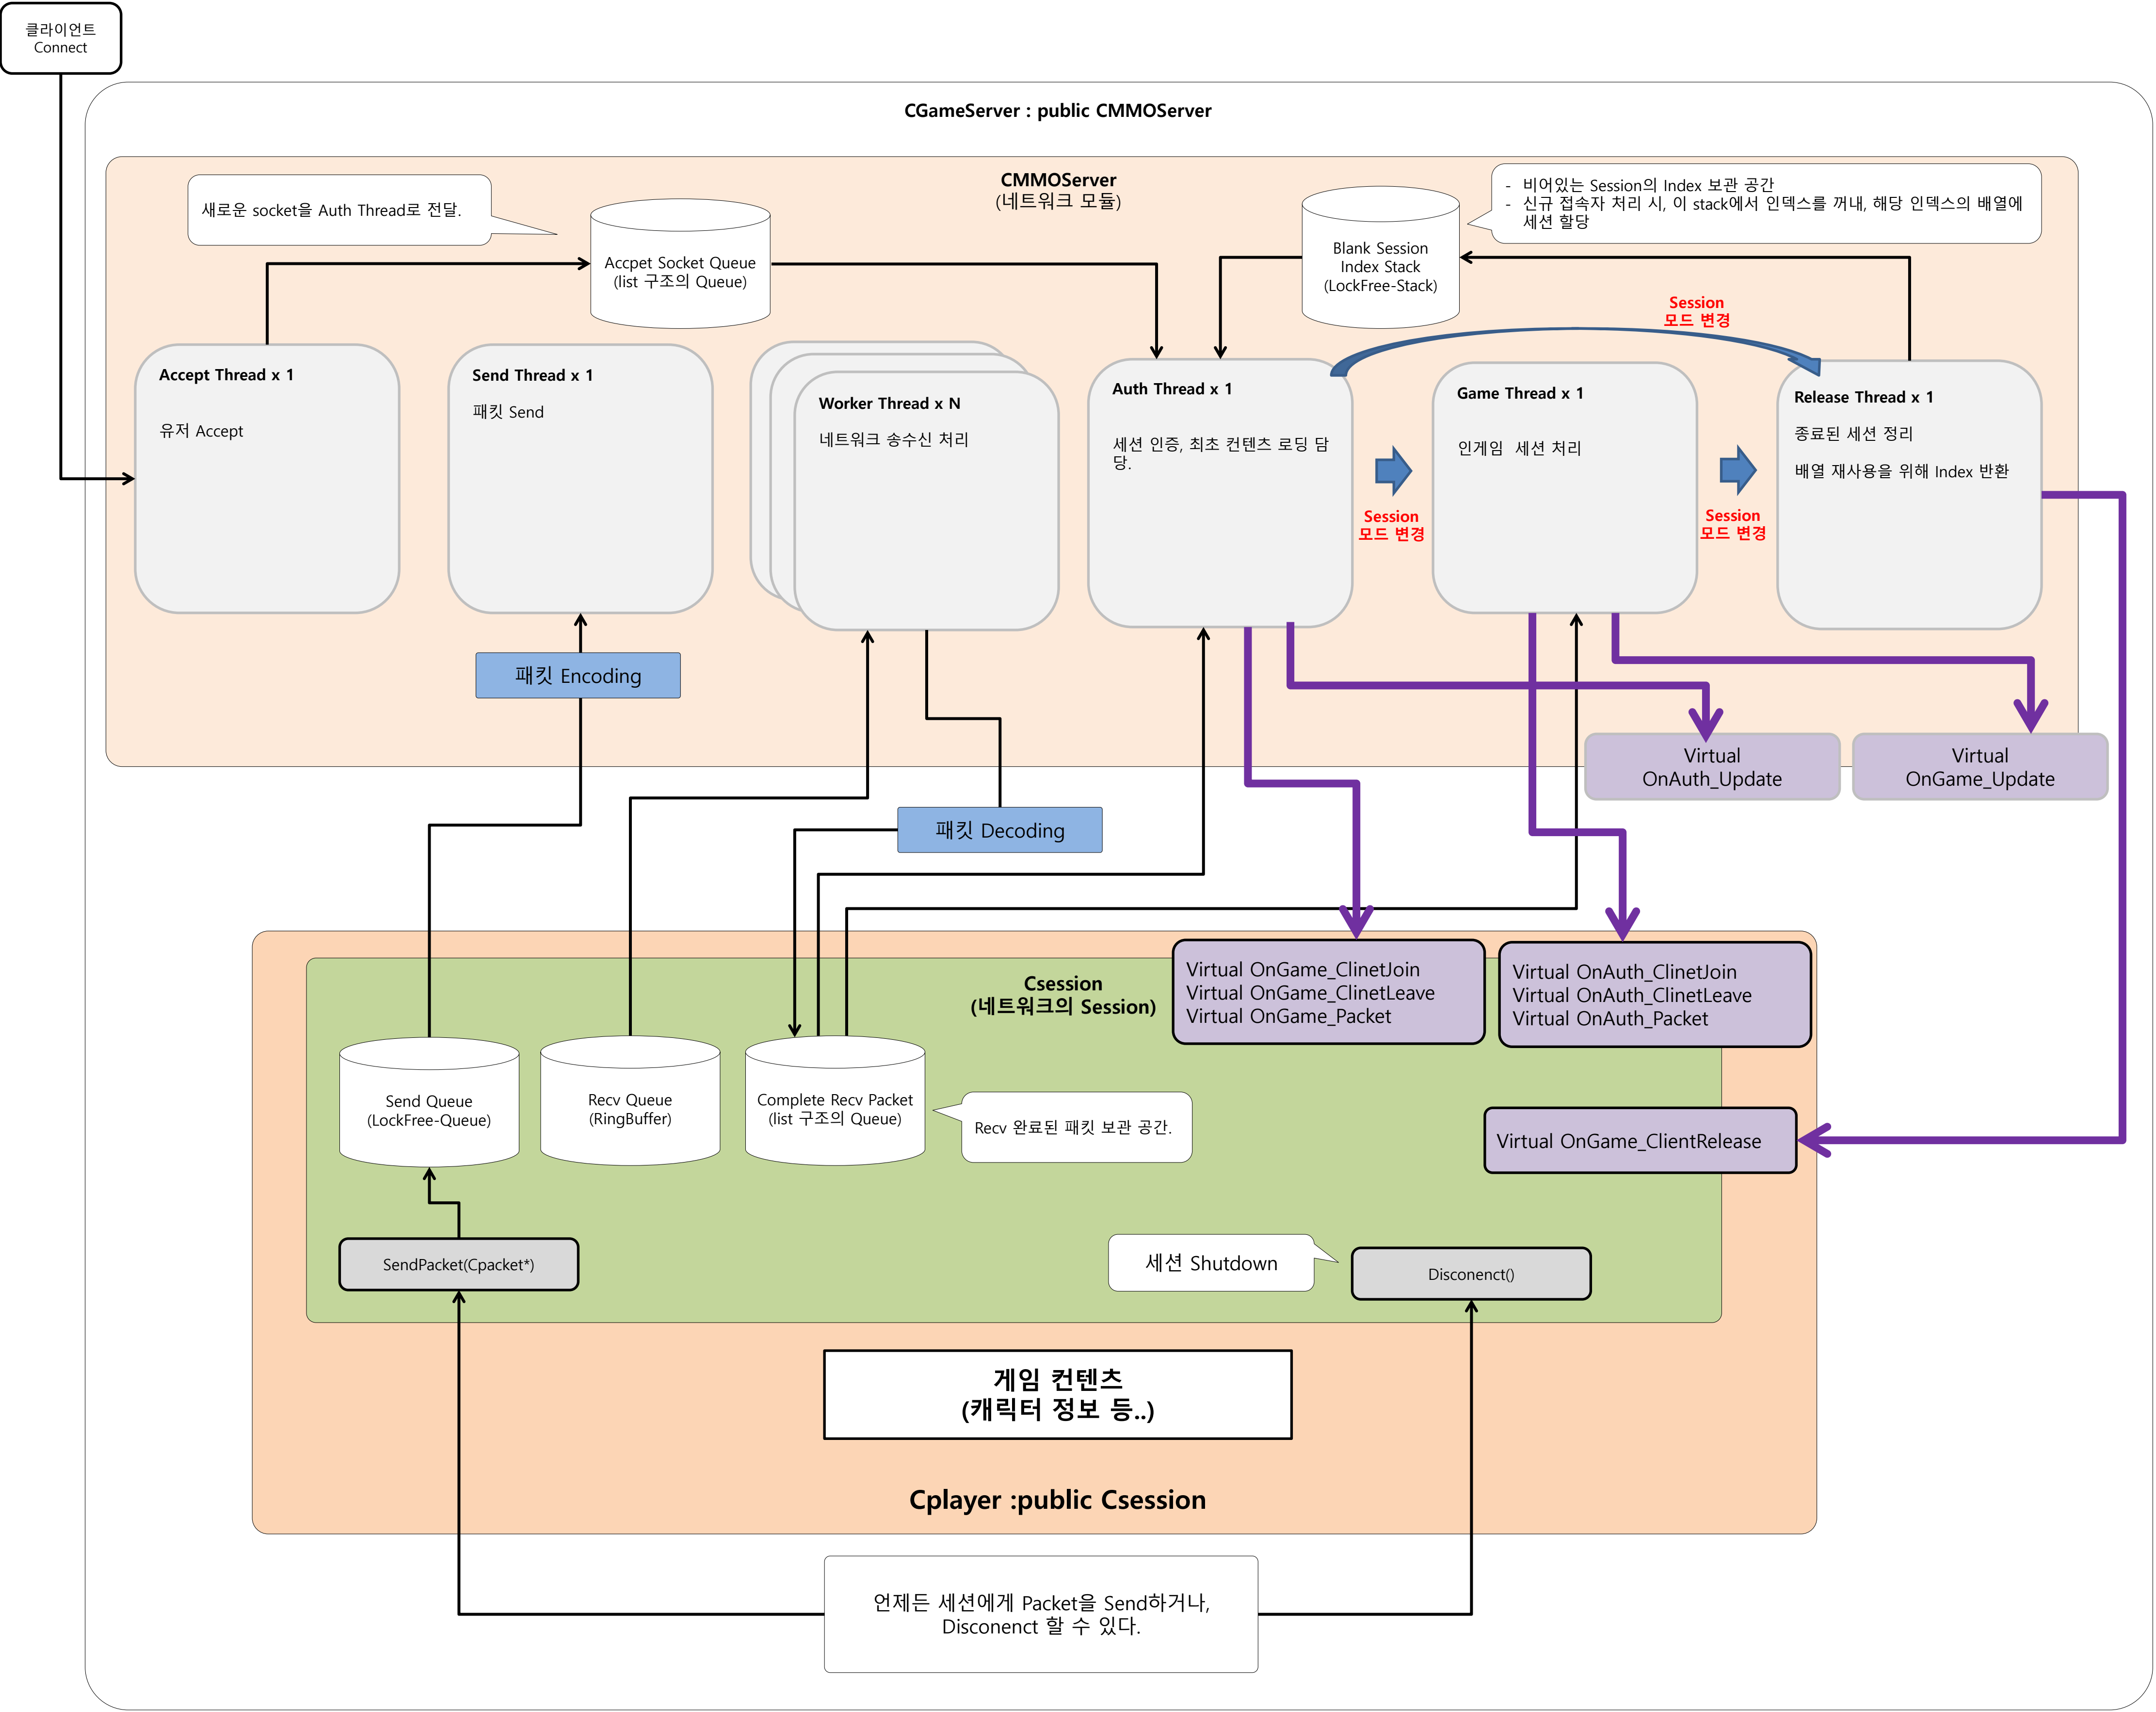 클라이언트
Connect
CGameServer : public CMMOServer
CMMOServer
(네트워크 모듈)
새로운 socket을 Auth Thread로 전달.
Accpet Socket Queue
(list 구조의 Queue)
Blank Session
Index Stack
(LockFree-Stack)
- 비어있는 Session의 Index 보관 공간
- 신규 접속자 처리 시, 이 stack에서 인덱스를 꺼내, 해당 인덱스의 배열에
세션 할당
Session
모드 변경
Accept Thread x 1
유저 Accept
Send Thread x 1
패킷 Send
Worker Thread x N
네트워크 송수신 처리
Auth Thread x 1
세션 인증, 최초 컨텐츠 로딩 담
당.
Session
모드 변경
Game Thread x 1
인게임 세션 처리
Session
모드 변경
Release Thread x 1
종료된 세션 정리
배열 재사용을 위해 Index 반환
패킷 Encoding
패킷 Decoding
Virtual
OnAuth_Update
Virtual
OnGame_Update
Csession
(네트워크의 Session)
Virtual OnGame_ClinetJoin
Virtual OnGame_ClinetLeave
Virtual OnGame_Packet
Virtual OnAuth_ClinetJoin
Virtual OnAuth_ClinetLeave
Virtual OnAuth_Packet
Send Queue
(LockFree-Queue)
Recv Queue
(RingBuffer)
Complete Recv Packet
(list 구조의 Queue)
Recv 완료된 패킷 보관 공간.
Virtual OnGame_ClientRelease
SendPacket(Cpacket*)
세션 Shutdown
Disconenct()
게임 컨텐츠
(캐릭터 정보 등..)
Cplayer :public Csession
언제든 세션에게 Packet을 Send하거나,
Disconenct 할 수 있다.